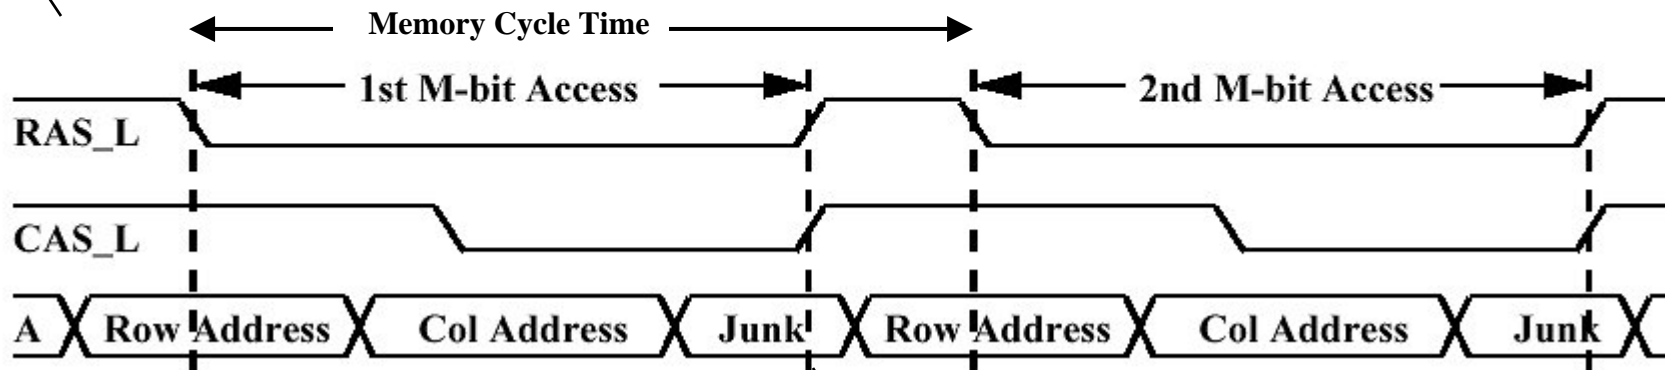 Memory Cycle Time
1st M-bit Access 2nd M-bit Access
RAS_L
CAS_L
A Row Address Col Address Junk Row Address Col Address Junk